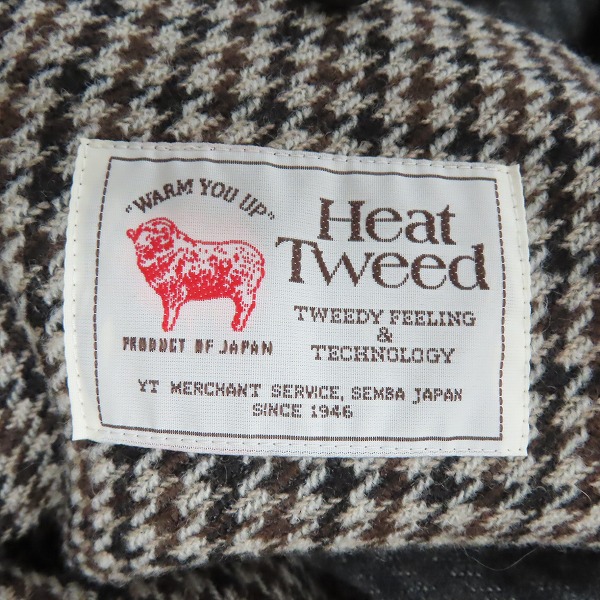 "WARM YOU UP"
PRODUCT OF JAPAN
Heat
Tweed
TWEEDY FEELING
&
TECHNOLOGY
YT MERCHANT SERVICE, SEMBA JAPAN
SINCE 1946